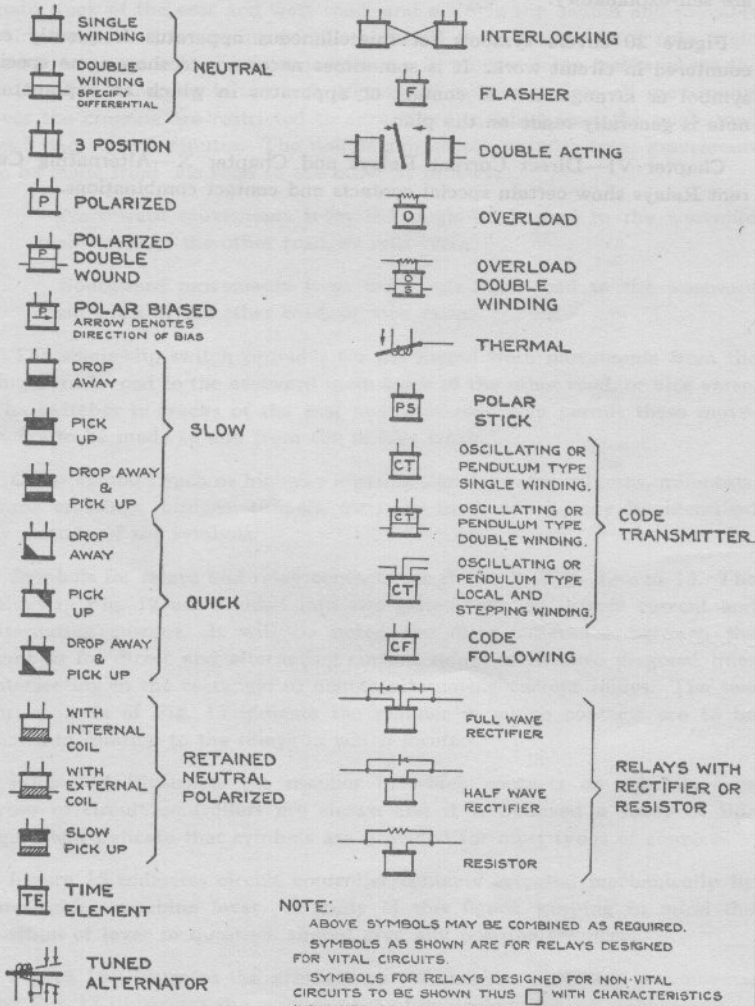 SINGLE
WINDING
DOUBLE
WINDING
SPECIFY
DIFFERENTIAL
NEUTRAL
3 POSITION
P
POLARIZED
P
POLARIZED
DOUBLE
WOUND
P
POLAR BIASED
ARROW DENOTES
DIRECTION OF BIAS
DROP
AWAY
PICK
UP
DROP AWAY
&
PICK UP
SLOW
DROP
AWAY
PICK
UP
DROP AWAY
&
PICK UP
QUICK
WITH
INTERNAL
COIL
WITH
EXTERNAL
COIL
SLOW
PICK UP
RETAINED
NEUTRAL
POLARIZED
TE
TIME
ELEMENT
TUNED
ALTERNATOR
INTERLOCKING
F
FLASHER
DOUBLE ACTING
O
OVERLOAD
O
S
OVERLOAD
DOUBLE
WINDING
THERMAL
PS
POLAR
STICK
CT
OSCILLATING OR
PENDULUM TYPE
SINGLE WINDING.
CT
OSCILLATING OR
PENDULUM TYPE
DOUBLE WINDING.
CT
OSCILLATING OR
PENDULUM TYPE
LOCAL AND
STEPPING WINDING.
CODE
TRANSMITTER
CF
CODE
FOLLOWING
FULL WAVE
RECTIFIER
HALF WAVE
RECTIFIER
RESISTOR
RELAYS WITH
RECTIFIER OR
RESISTOR
NOTE:
ABOVE SYMBOLS MAY BE COMBINED AS REQUIRED.
SYMBOLS AS SHOWN ARE FOR RELAYS DESIGNED
FOR VITAL CIRCUITS.
SYMBOLS FOR RELAYS DESIGNED FOR NON-VITAL
CIRCUITS TO BE SHOWN THUS WITH CHARACTERISTICS